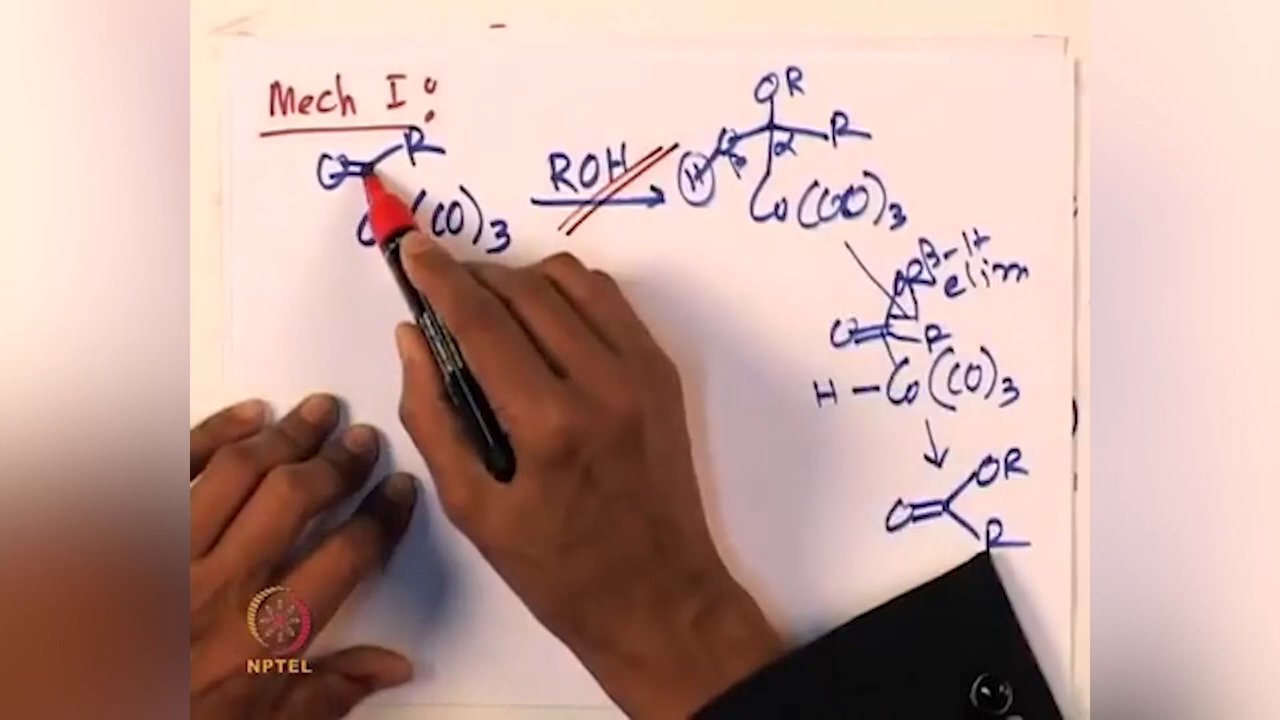 Mech I:
O=
R
ROH
OR
H
O
β
α
R
Co(CO)3
(CO)3
β-H
elim
OR
O=
R
H-Co(CO)3
OR
O=
R
NPTEL